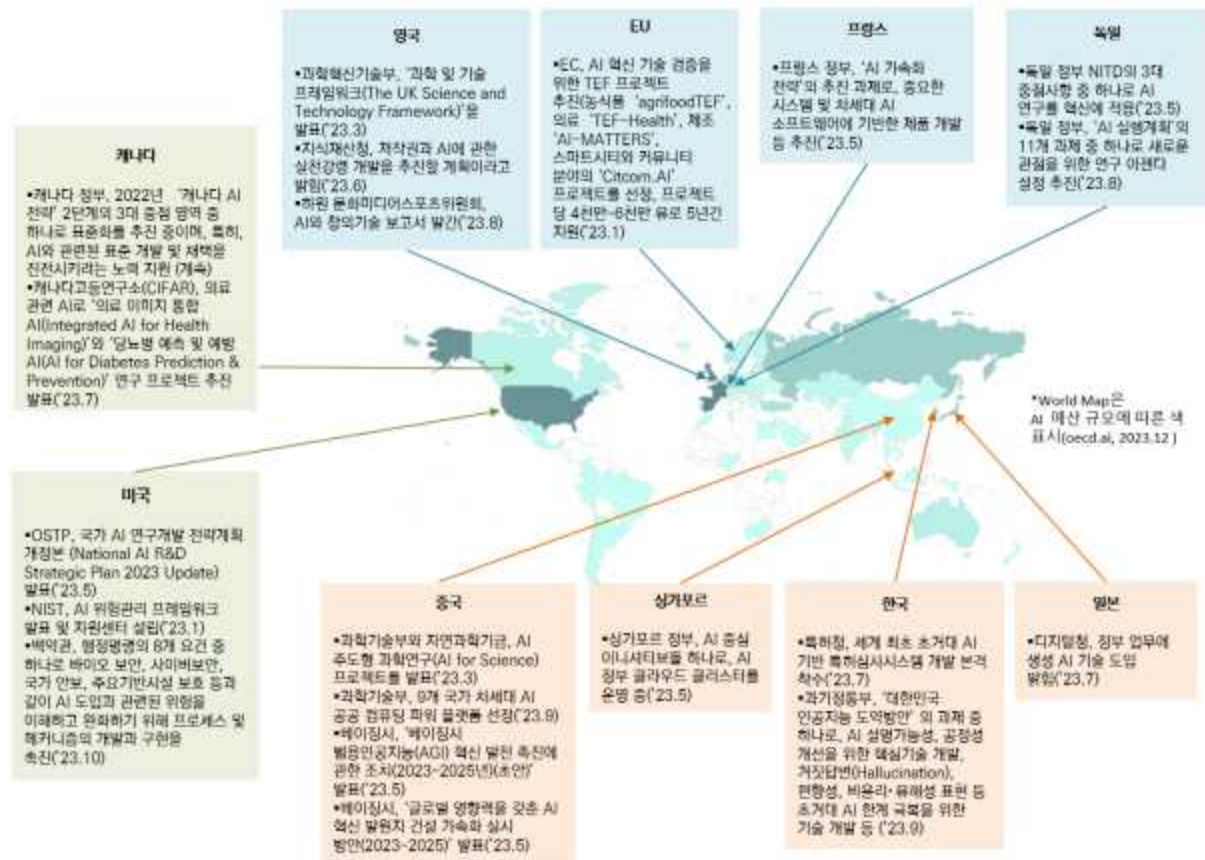 영국
▪과학혁신기술부, ‘과학 및 기술
프레임워크(The UK Science and
Technology Framework)’을
발표(‘23.3)
▪지식재산청, 저작권과 AI에 관한
실천강령 개발을 추진할 계획이라고
밝힘(‘23.6)
▪하원 문화미디어스포츠위원회,
AI와 창의기술 보고서 발간(‘23.8)
EU
▪EC, AI 혁신 기술 검증을
위한 TEF 프로젝트
추진(농식품 ‘agrifoodTEF’,
의료 ‘TEF-Health’, 제조
‘AI-MATTERS’,
스마트시티와 커뮤니티
분야의 ‘Citcom.AI’
프로젝트를 선정, 프로젝트
당 4천만~6천만 유로 5년간
지원(‘23.1)
프랑스
▪프랑스 정부, ‘AI 가속화
전략’의 추진 과제로, 중요한
시스템 및 차세대 AI
소프트웨어에 기반한 제품 개발
등 추진(‘23.5)
독일
▪독일 정부 NITD의 3대
중점사항 중 하나로 AI
연구를 혁신에 적용(‘23.5)
▪독일 정부, ‘AI 실행계획’의
11개 과제 중 하나로 새로운
관점을 위한 연구 아젠다
설정 추진(‘23.8)
캐나다
▪캐나다 정부, 2022년 ‘캐나다 AI
전략’ 2단계의 3대 중점 영역 중
하나로 표준화를 추진 중이며, 특히,
AI와 관련된 표준 개발 및 채택을
진전시키려는 노력 지원 (계속)
▪캐나다고등연구소(CIFAR), 의료
관련 AI로 ‘의료 이미지 통합
AI(Integrated AI for Health
Imaging)’와 ‘당뇨병 예측 및 예방
AI(AI for Diabetes Prediction &
Prevention)’ 연구 프로젝트 추진
발표(‘23.7)
*World Map은
AI 예산 규모에 따른 색
표시(oecd.ai, 2023.12 )
미국
▪OSTP, 국가 AI 연구개발 전략계획
개정본 (National AI R&D
Strategic Plan 2023 Update)
발표(‘23.5)
▪NIST, AI 위험관리 프레임워크
발표 및 자원센터 설립(‘23.1)
▪백악관, 행정명령의 8개 요건 중
하나로 바이오 보안, 사이버보안,
국가 안보, 주요기반시설 보호 등과
같이 AI 도입과 관련된 위험을
이해하고 완화하기 위해 프로세스 및
메커니즘의 개발과 구현을
촉진(‘23.10)
중국
▪과학기술부와 자연과학기금, AI
주도형 과학연구(AI for Science)
프로젝트를 발표(‘23.3)
▪과학기술부, 9개 국가 차세대 AI
공공 컴퓨팅 파워 플랫폼 선정(‘23.9)
▪베이징시, ‘베이징시
범용인공지능(AGI) 혁신 발전 촉진에
관한 조치(2023-2025년)(초안)’
발표(‘23.5)
▪베이징시, ‘글로벌 영향력을 갖춘 AI
혁신 발원지 건설 가속화 실시
방안(2023~2025)’ 발표(‘23.5)
싱가포르
▪싱가포르 정부, AI 중심
이니셔티브들 하나로, AI
정부 클라우드 클러스터를
운영 중(‘23.5)
한국
▪특허청, 세계 최초 초거대 AI
기반 특허심사시스템 개발 본격
착수(‘23.7)
▪과기정통부, ‘대한민국
인공지능 도약방안’ 의 과제 중
하나로, AI 설명가능성, 공정성
개선을 위한 핵심기술 개발,
거짓답변(Hallucination),
편향성, 비윤리·유해성 표현 등
초거대 AI 한계 극복을 위한
기술 개발 등 (‘23.9)
일본
▪디지털청, 정부 업무에
생성 AI 기술 도입
밝힘(‘23.7)